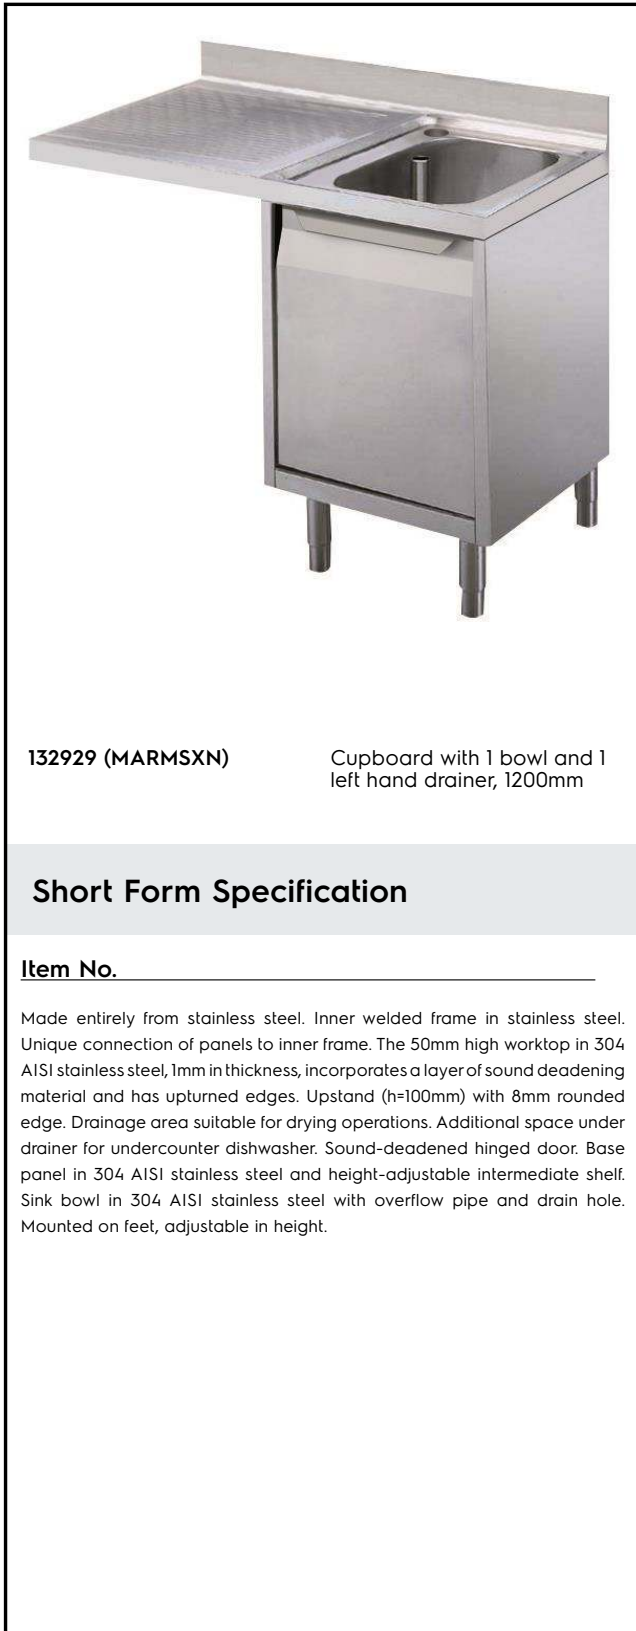 132929 (MARMSXN)
Cupboard with 1 bowl and 1
left hand drainer, 1200mm
Short Form Specification
Item No.
Made entirely from stainless steel. Inner welded frame in stainless steel.
Unique connection of panels to inner frame. The 50mm high worktop in 304
AISI stainless steel, 1mm in thickness, incorporates a layer of sound deadening
material and has upturned edges. Upstand (h=100mm) with 8mm rounded
edge. Drainage area suitable for drying operations. Additional space under
drainer for undercounter dishwasher. Sound-deadened hinged door. Base
panel in 304 AISI stainless steel and height-adjustable intermediate shelf.
Sink bowl in 304 AISI stainless steel with overflow pipe and drain hole.
Mounted on feet, adjustable in height.